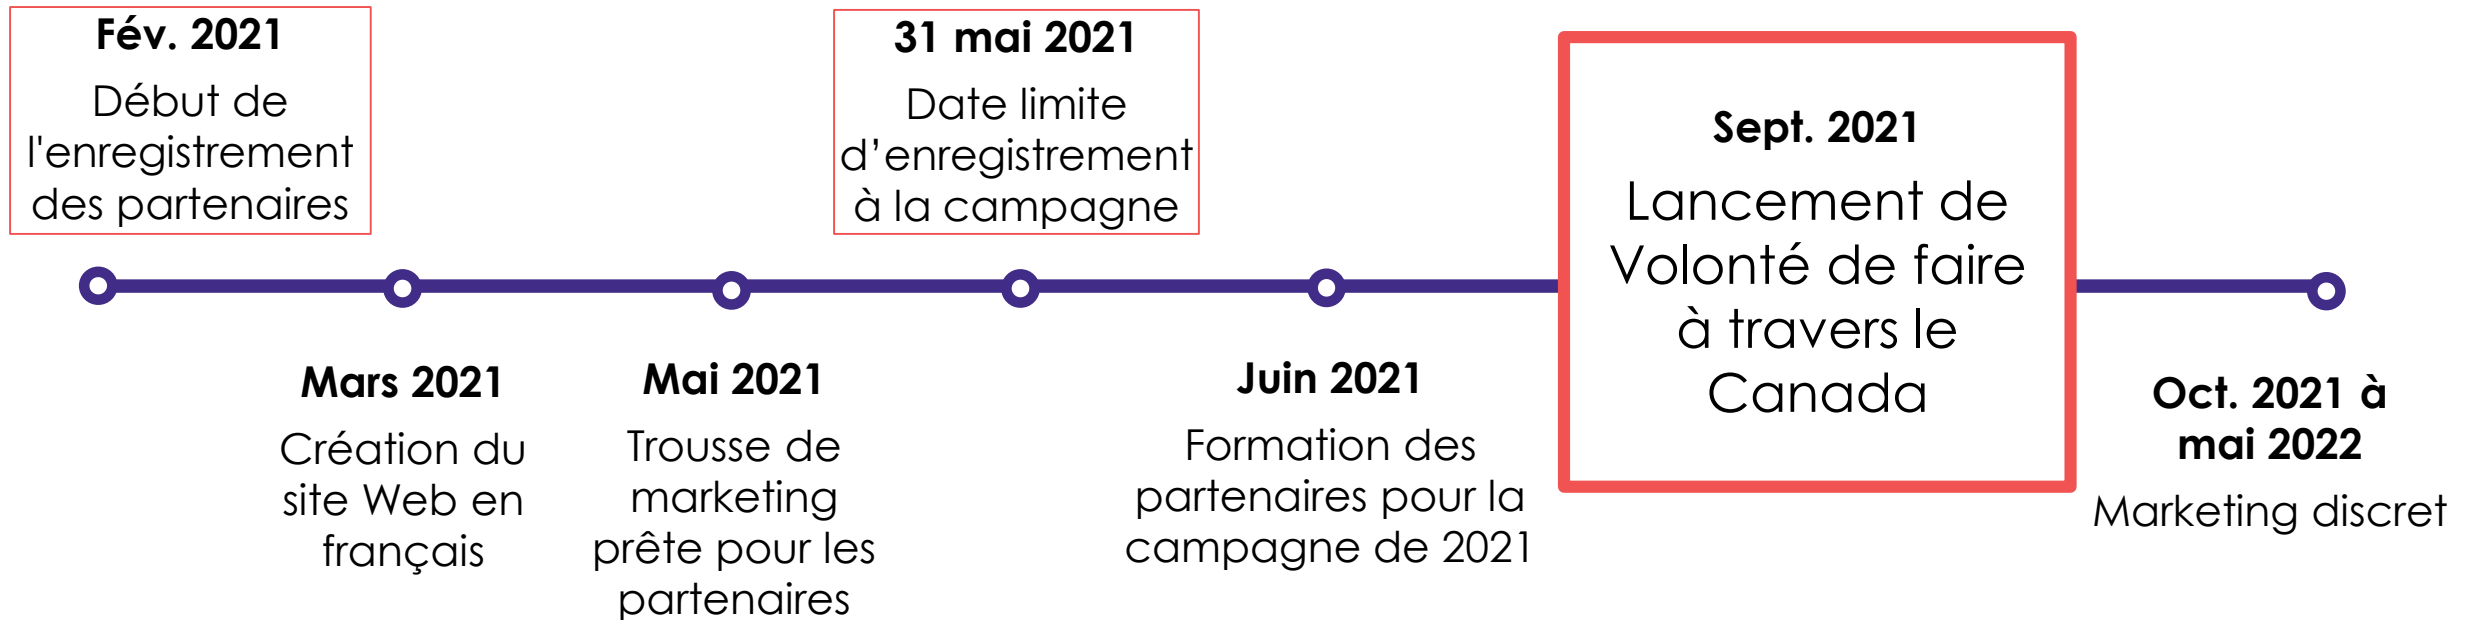 Fév. 2021
Début de
l'enregistrement
des partenaires
Mars 2021
Création du
site Web en
français
Mai 2021
Trousse de
marketing
prête pour les
partenaires
31 mai 2021
Date limite
d’enregistrement
à la campagne
Juin 2021
Formation des
partenaires pour la
campagne de 2021
Sept. 2021
Lancement de
Volonté de faire
à travers le
Canada
Oct. 2021 à
mai 2022
Marketing discret